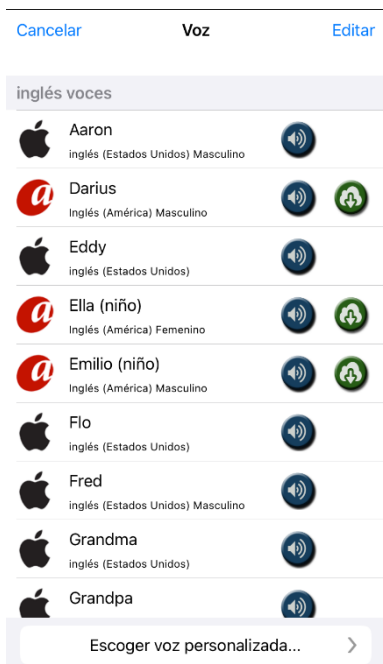 Cancelar Voz Editar
inglés voces
Aaron
inglés (Estados Unidos) Masculino
Darius
Inglés (América) Masculino
Eddy
inglés (Estados Unidos)
Ella (niño)
Inglés (América) Femenino
Emilio (niño)
Inglés (América) Masculino
Flo
inglés (Estados Unidos)
Fred
inglés (Estados Unidos) Masculino
Grandma
inglés (Estados Unidos)
Grandpa
Escoger voz personalizada...